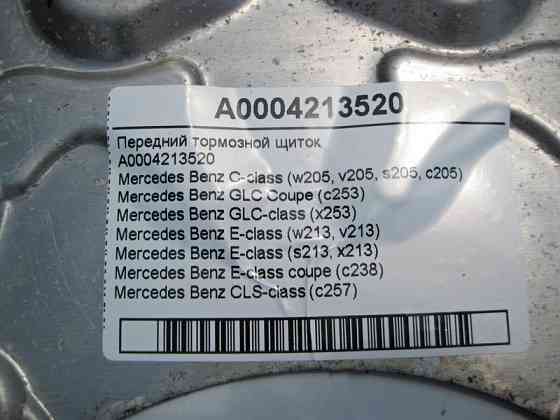 A0004213520
Передний тормозной щиток
A0004213520
Mercedes Benz C-class (w205, v205, s205, c205)
Mercedes Benz GLC Coupe (c253)
Mercedes Benz GLC-class (x253)
Mercedes Benz E-class (w213, v213)
Mercedes Benz E-class (s213, x213)
Mercedes Benz E-class coupe (c238)
Mercedes Benz CLS-class (c257)